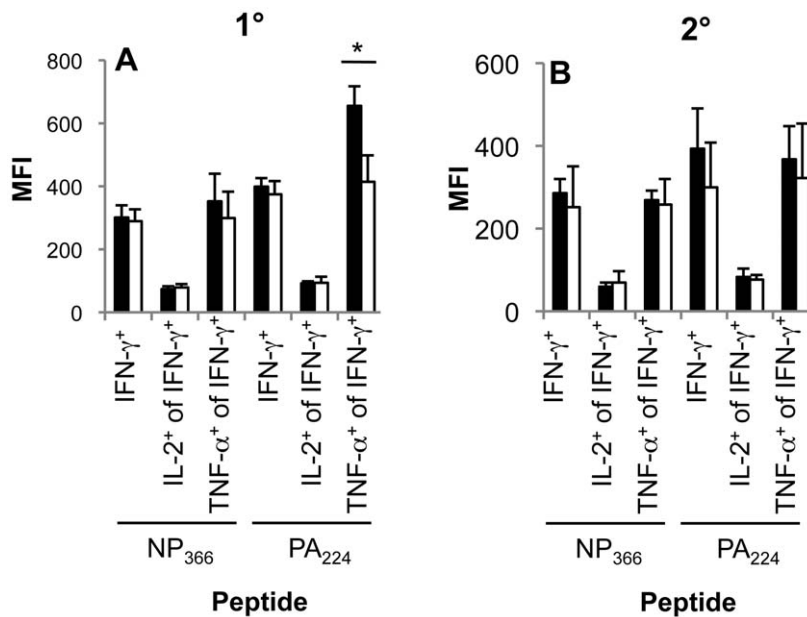 1°
A
*
800
600
400
200
0
MFI
IFN-γ⁺
IL-2⁺ of IFN-γ⁺
TNF-α⁺ of IFN-γ⁺
IFN-γ⁺
IL-2⁺ of IFN-γ⁺
TNF-α⁺ of IFN-γ⁺
NP₃₆₆
PA₂₂₄
Peptide
2°
B
600
400
200
0
MFI
IFN-γ⁺
IL-2⁺ of IFN-γ⁺
TNF-α⁺ of IFN-γ⁺
IFN-γ⁺
IL-2⁺ of IFN-γ⁺
TNF-α⁺ of IFN-γ⁺
NP₃₆₆
PA₂₂₄
Peptide